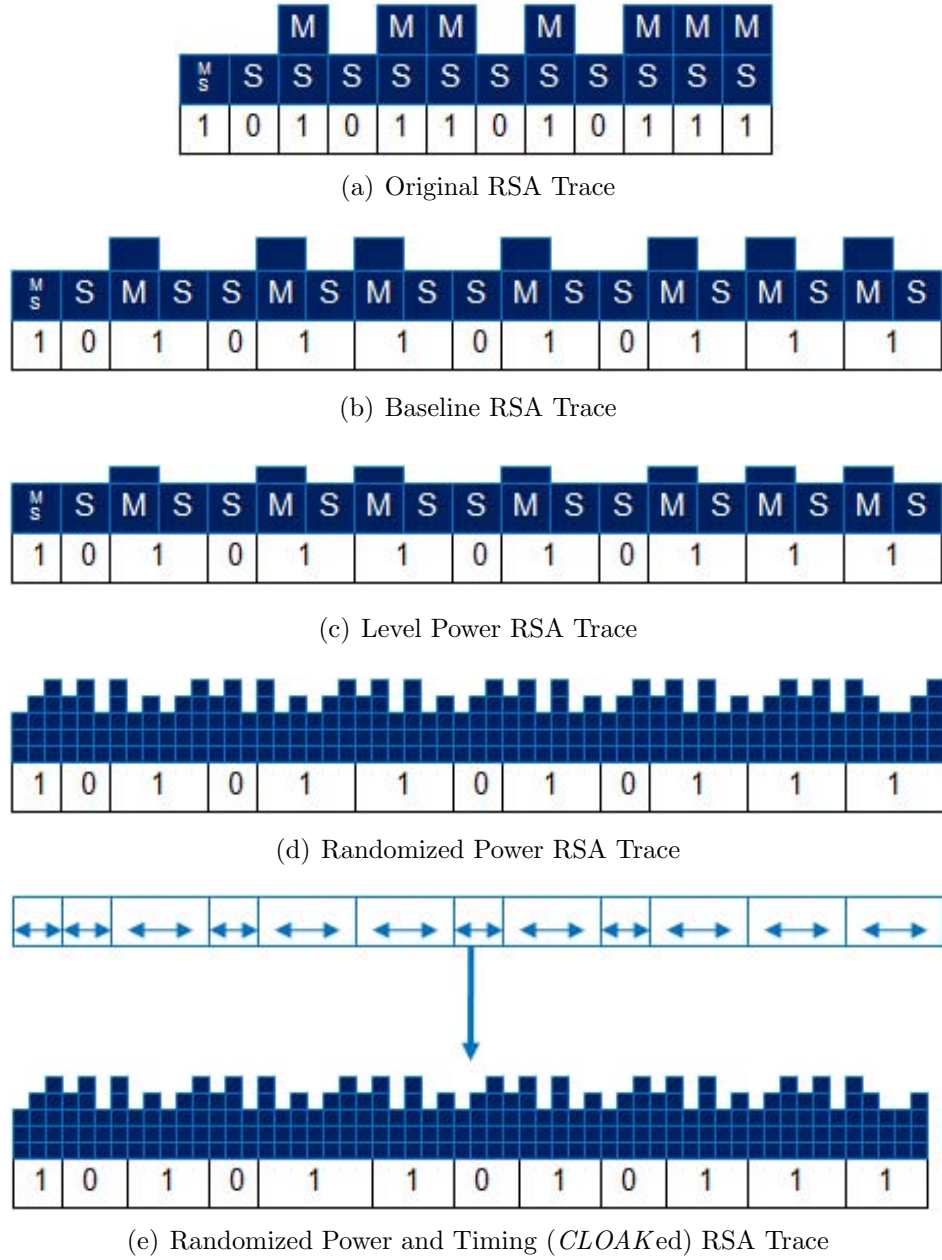 M M M M M M M
M S S S S S S S S S S S S
1 0 1 0 1 1 0 1 0 1 1 1
(a) Original RSA Trace
M S S M S S M S M S S M S S M S M S M S
1 0 1 0 1 1 0 1 0 1 1 1
(b) Baseline RSA Trace
M S S M S S M S M S S M S S M S M S M S
1 0 1 0 1 1 0 1 0 1 1 1
(c) Level Power RSA Trace
1 0 1 0 1 1 0 1 0 1 1 1
(d) Randomized Power RSA Trace
1 0 1 0 1 1 0 1 0 1 1 1
(e) Randomized Power and Timing (CLOAKed) RSA Trace